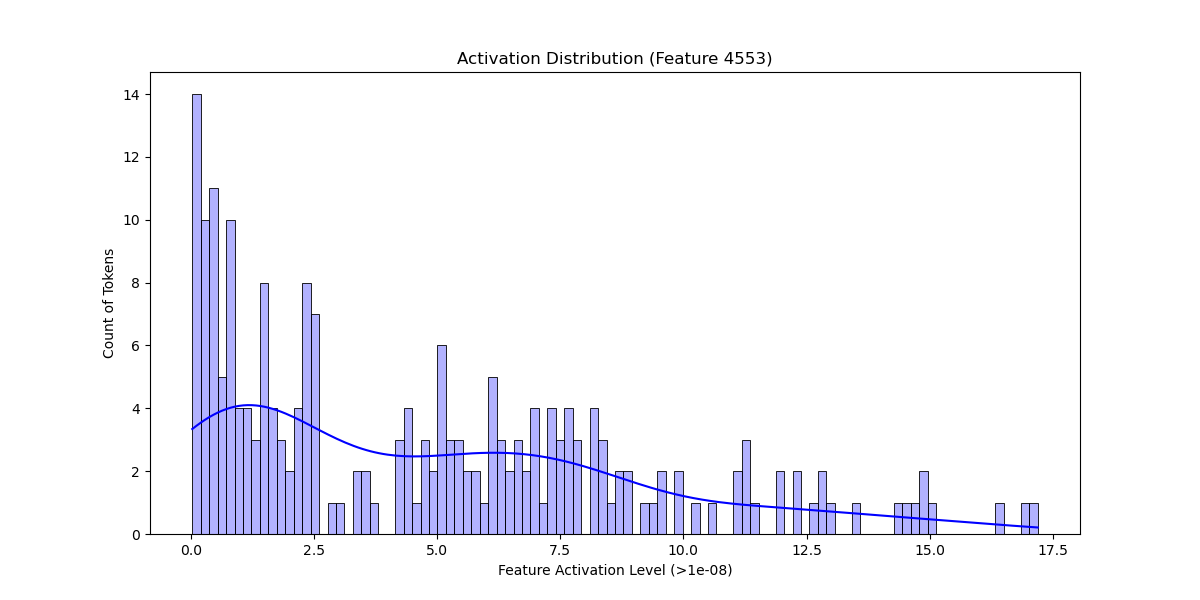 Activation Distribution (Feature 4553)
14
12
10
8
6
4
2
0
Count of Tokens
0.0 2.5 5.0 7.5 10.0 12.5 15.0 17.5
Feature Activation Level (>1e-08)